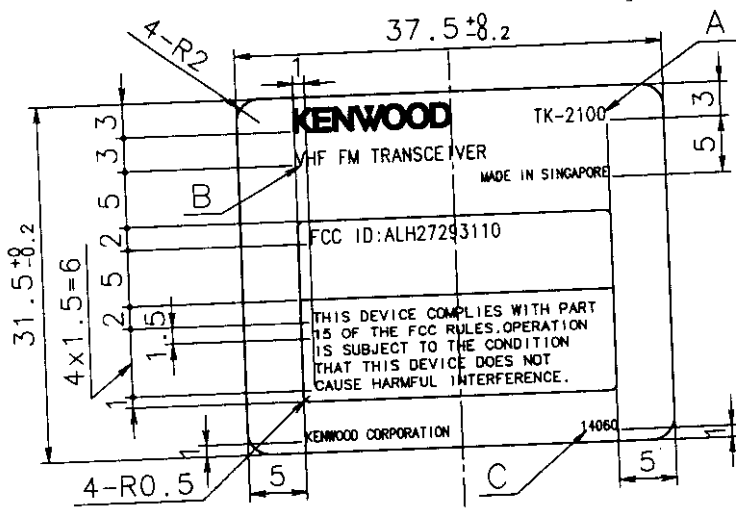 37.5 +0 -0.2
A
4-R2
1
KENWOOD
TK-2100
3
3
3
VHF FM TRANSCEIVER
5
B
MADE IN SINGAPORE
5
2
FCC ID:ALH27293110
31.5 +0 -0.2
4x1.5=6
5
2
1.5
THIS DEVICE COMPLIES WITH PART
15 OF THE FCC RULES.OPERATION
IS SUBJECT TO THE CONDITION
THAT THIS DEVICE DOES NOT
CAUSE HARMFUL INTERFERENCE.
1
KENWOOD CORPORATION
14060
1
1
4-R0.5
5
C
5